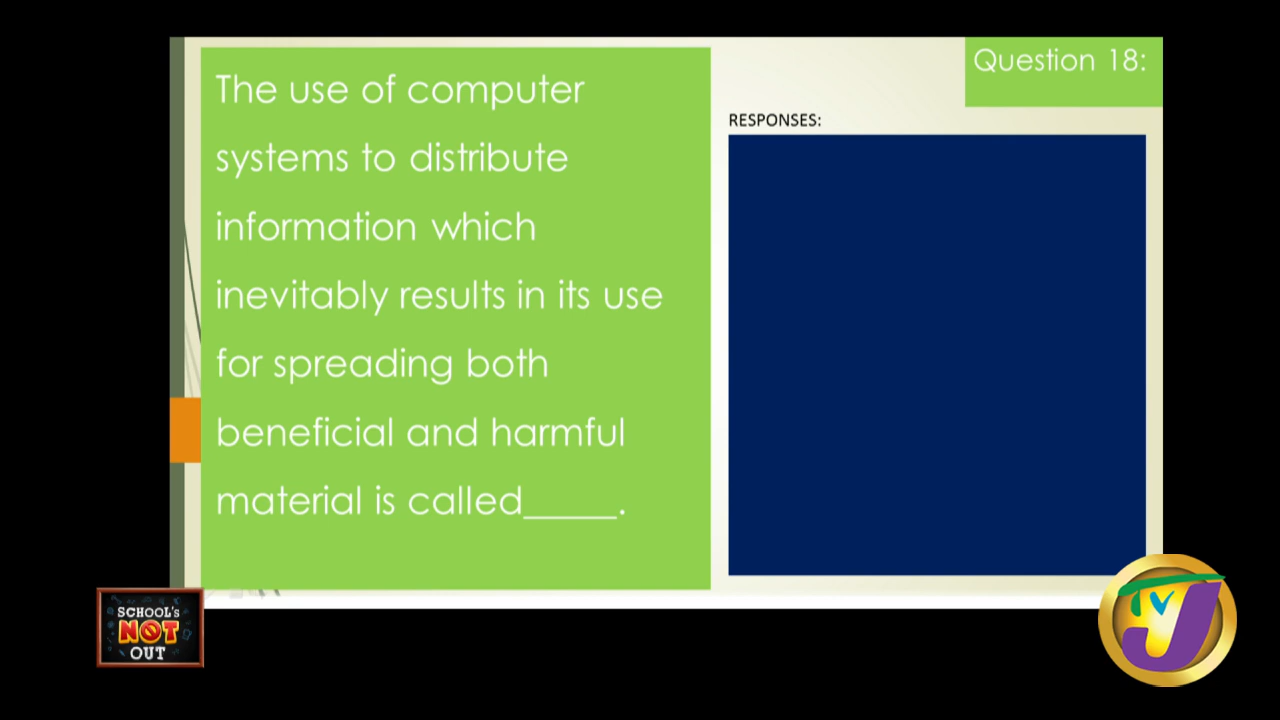 The use of computer
systems to distribute
information which
inevitably results in its use
for spreading both
beneficial and harmful
material is called_____.
Question 18:
RESPONSES:
SCHOOL's
NOT
OUT
TVJ